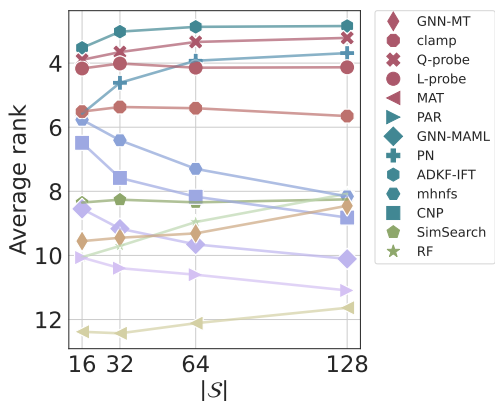 Average rank
4
6
8
10
12
16 32 64 128
|S|
GNN-MT
clamp
Q-probe
L-probe
MAT
PAR
GNN-MAML
PN
ADKF-IFT
mhnfs
CNP
SimSearch
RF